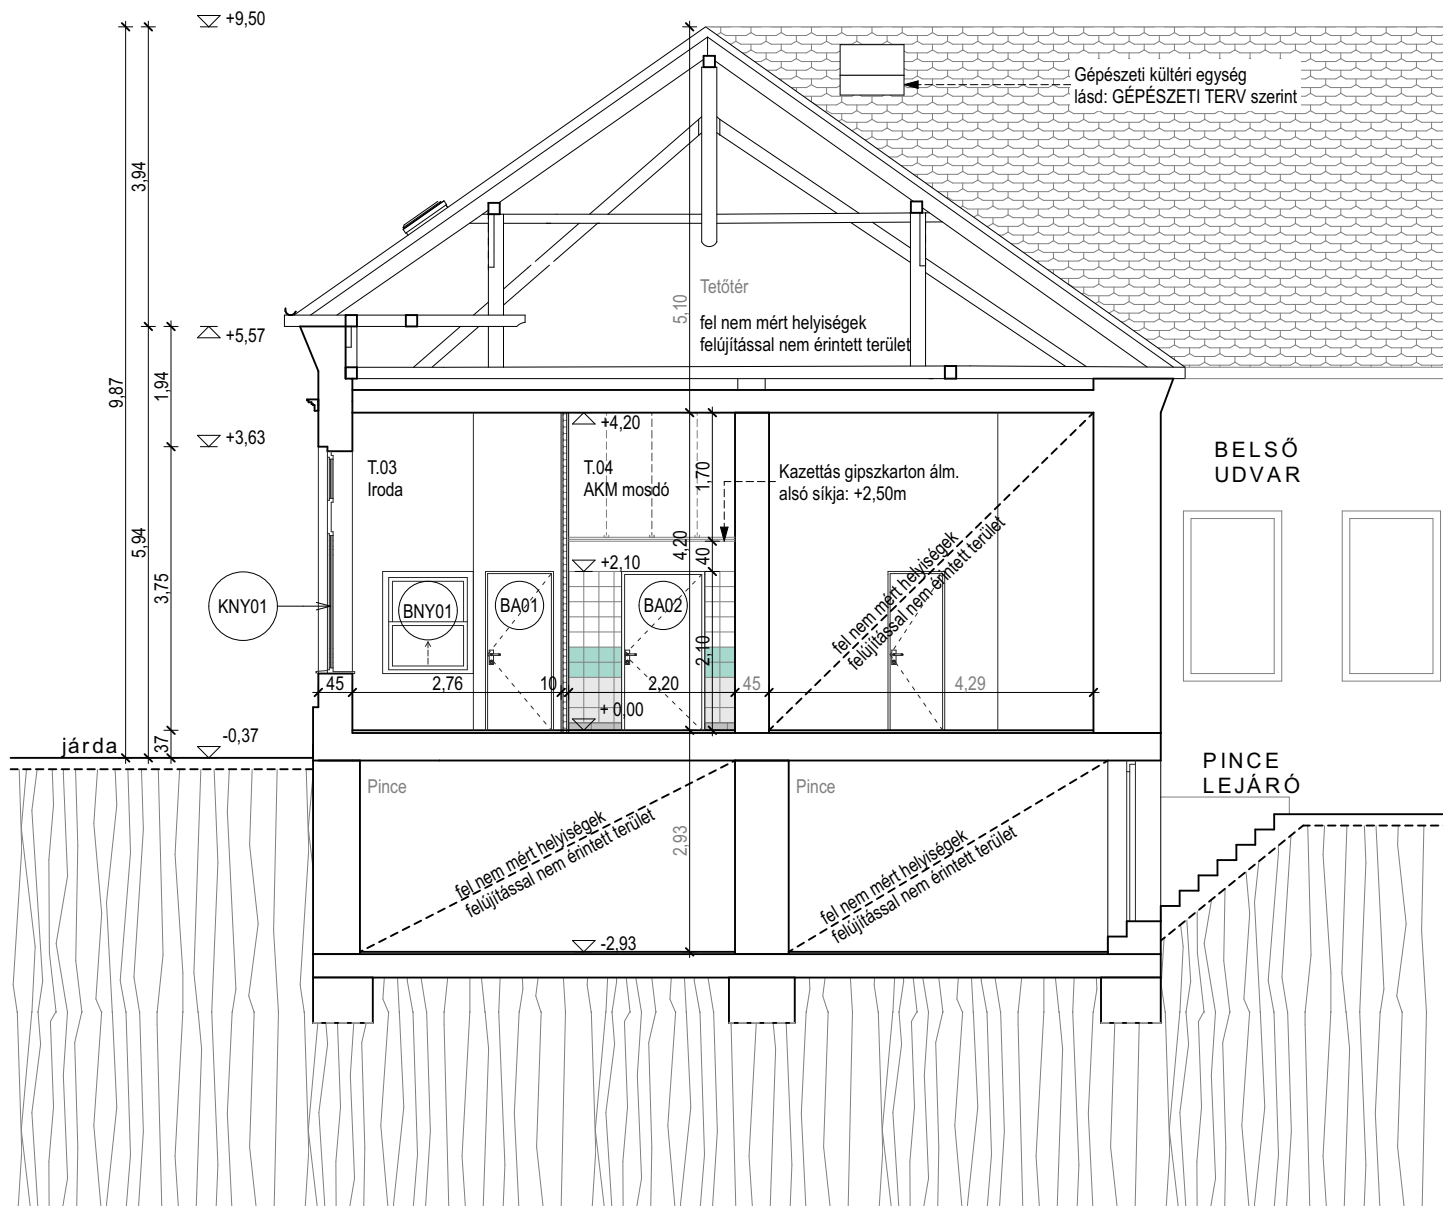 +9,50
Gépészeti kültéri egység
lásd: GÉPÉSZETI TERV szerint
3,94
Tetőtér
5,10
fel nem mért helyiségek
felújítással nem érintett terület
+5,57
9,87
1,94
+3,63
+4,20
T.03
Iroda
T.04
AKM mosdó
1,70
Kazettás gipszkarton álm.
alsó síkja: +2,50m
BELSŐ
UDVAR
5,94
3,75
4,20
40
+2,10
fel nem mért helyiségek
felújítással nem érintett terület
KNY01
BNY01
BA01
BA02
2,10
45
2,76
10
2,20
45
4,29
+ 0,00
járda
37
-0,37
PINCE
LEJÁRÓ
Pince
Pince
2,93
fel nem mért helyiségek
felújítással nem érintett terület
fel nem mért helyiségek
felújítással nem érintett terület
-2,93